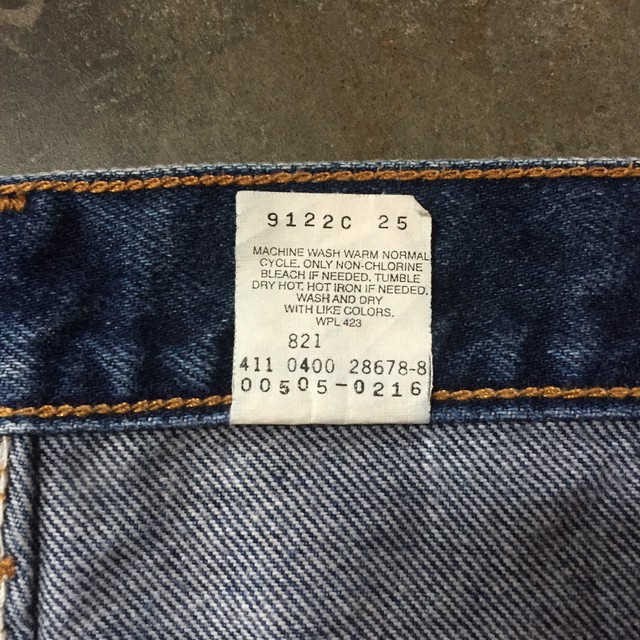 9122C 25
MACHINE WASH WARM NORMAL
CYCLE. ONLY NON-CHLORINE
BLEACH IF NEEDED. TUMBLE
DRY HOT. HOT IRON IF NEEDED.
WASH AND DRY
WITH LIKE COLORS.
WPL 423
821
411 0400 28678-8
00505-0216